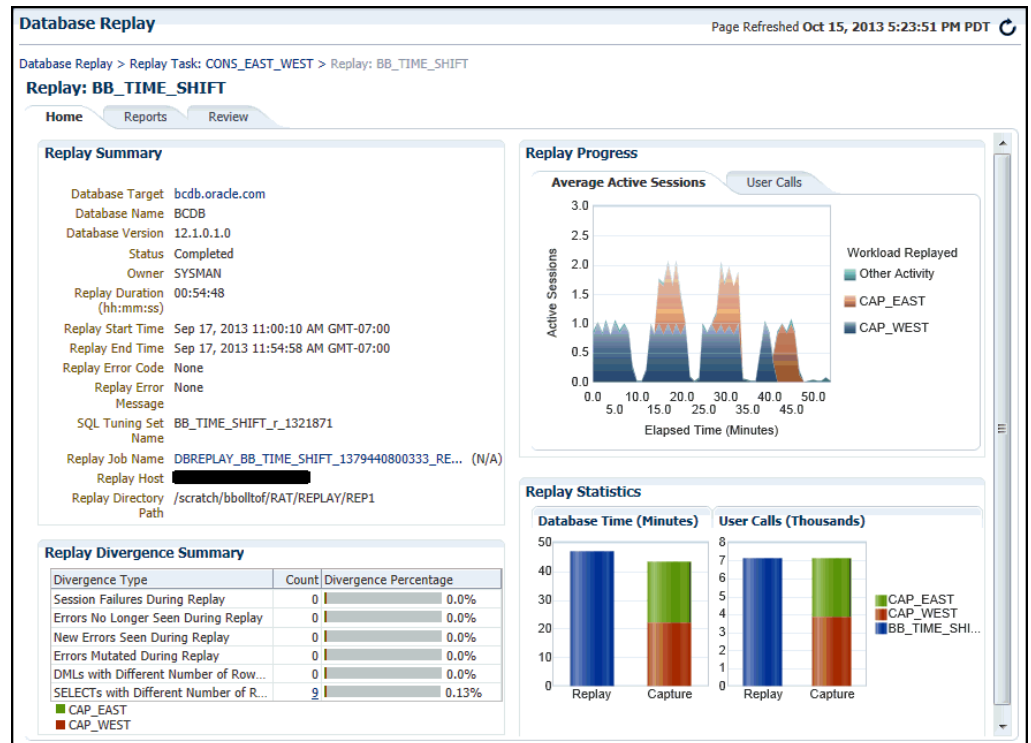 Database Replay
Page Refreshed Oct 15, 2013 5:23:51 PM PDT
Database Replay > Replay Task: CONS_EAST_WEST > Replay: BB_TIME_SHIFT
Replay: BB_TIME_SHIFT
Home Reports Review
Replay Summary
Database Target bcdb.oracle.com
Database Name BCDB
Database Version 12.1.0.1.0
Status Completed
Owner SYSMAN
Replay Duration 00:54:48
(hh:mm:ss)
Replay Start Time Sep 17, 2013 11:00:10 AM GMT-07:00
Replay End Time Sep 17, 2013 11:54:58 AM GMT-07:00
Replay Error Code None
Replay Error None
Message
SQL Tuning Set BB_TIME_SHIFT_r_1321871
Name
Replay Job Name DBREPLAY_BB_TIME_SHIFT_1379440800333_RE... (N/A)
Replay Host
Replay Directory /scratch/bbolltof/RAT/REPLAY/REP1
Path
Replay Divergence Summary
Divergence Type Count Divergence Percentage
Session Failures During Replay 0 0.0%
Errors No Longer Seen During Replay 0 0.0%
New Errors Seen During Replay 0 0.0%
Errors Mutated During Replay 0 0.0%
DMLs with Different Number of Row... 0 0.0%
SELECTs with Different Number of R... 9 0.13%
CAP_EAST
CAP_WEST
Replay Progress
Average Active Sessions User Calls
3.0
2.5
2.0
1.5
1.0
0.5
0.0
Active Sessions
0.0 10.0 20.0 30.0 40.0 50.0
5.0 15.0 25.0 35.0 45.0
Elapsed Time (Minutes)
Workload Replayed
Other Activity
CAP_EAST
CAP_WEST
Replay Statistics
Database Time (Minutes)
50
40
30
20
10
0
Replay Capture
User Calls (Thousands)
8
7
6
5
4
3
2
1
0
Replay Capture
CAP_EAST
CAP_WEST
BB_TIME_SHI...